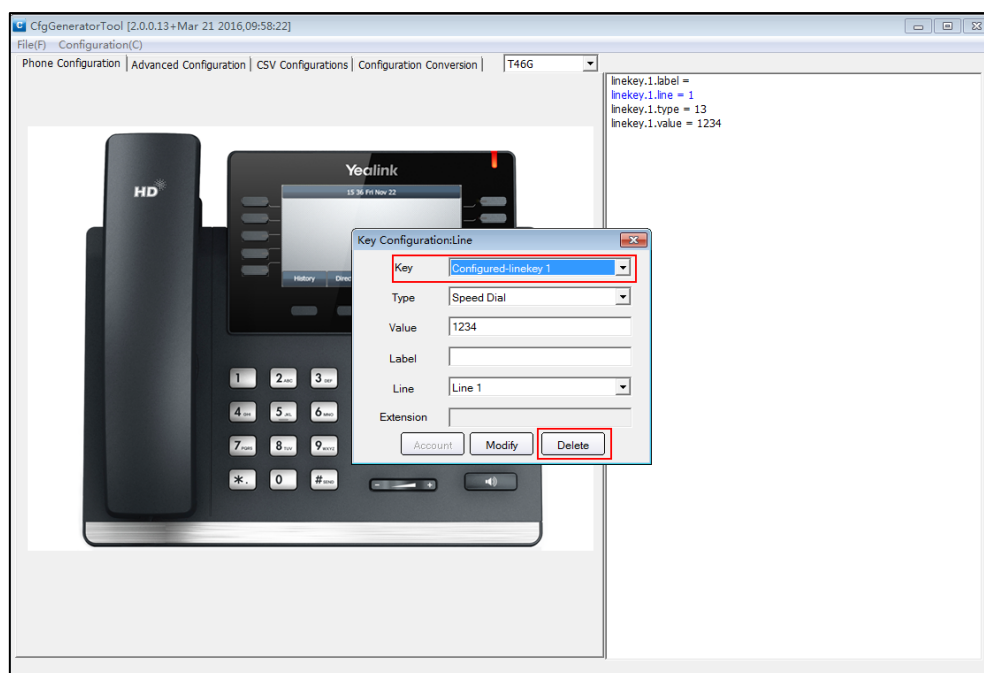 CfgGeneratorTool [2.0.0.13+Mar 21 2016,09:58:22]
File(F) Configuration(C)
Phone Configuration Advanced Configuration CSV Configurations Configuration Conversion T46G
linekey.1.label =
linekey.1.line = 1
linekey.1.type = 13
linekey.1.value = 1234
HD
Yealink
15 36 Fri Nov 22
History Direc
Key Configuration:Line
Key Configured-linekey 1
Type Speed Dial
Value 1234
Label
Line Line 1
Extension
Account Modify Delete
1 2 ABC 3 DEF
4 5 JKL 6 MNO
7 PQRS 8 TUV 9 WXYZ
*. 0 # SEND
- +